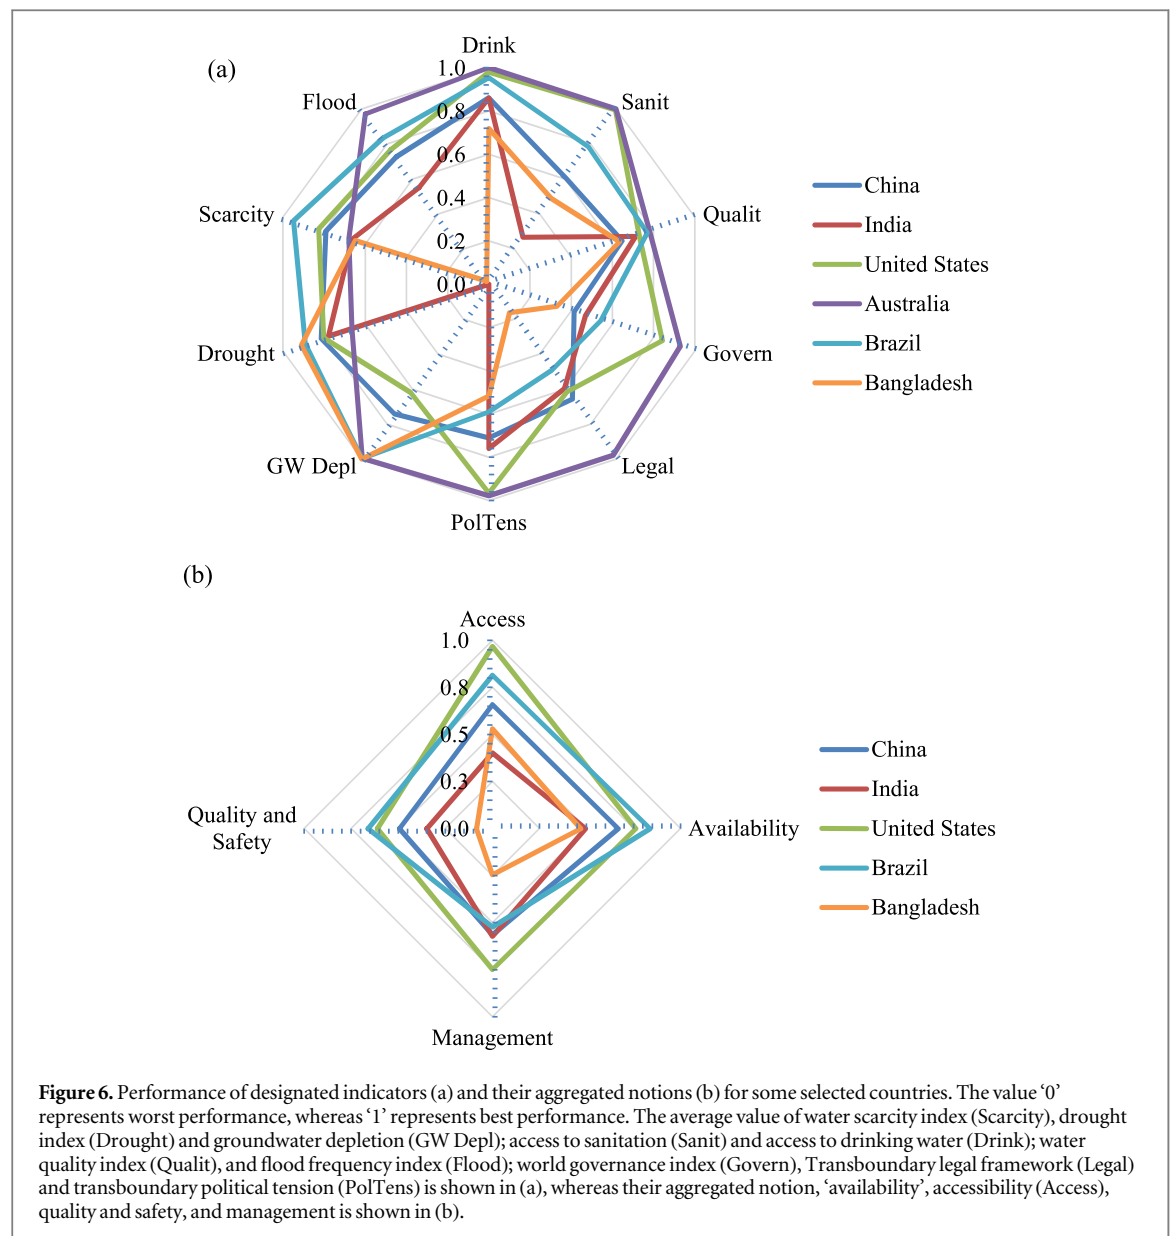 (a)
Drink
1.0
Flood
Sanit
0.8
0.6
0.4
Scarcity
Qualit
0.2
0.0
Drought
Govern
GW Depl
Legal
PolTens
China
India
United States
Australia
Brazil
Bangladesh
(b)
Access
1.0
0.8
0.5
0.3
Quality and
Safety
0.0
Availability
Management
China
India
United States
Brazil
Bangladesh
Figure 6. Performance of designated indicators (a) and their aggregated notions (b) for some selected countries. The value ‘0’
represents worst performance, whereas ‘1’ represents best performance. The average value of water scarcity index (Scarcity), drought
index (Drought) and groundwater depletion (GW Depl); access to sanitation (Sanit) and access to drinking water (Drink); water
quality index (Qualit), and flood frequency index (Flood); world governance index (Govern), Transboundary legal framework (Legal)
and transboundary political tension (PolTens) is shown in (a), whereas their aggregated notion, ‘availability’, accessibility (Access),
quality and safety, and management is shown in (b).